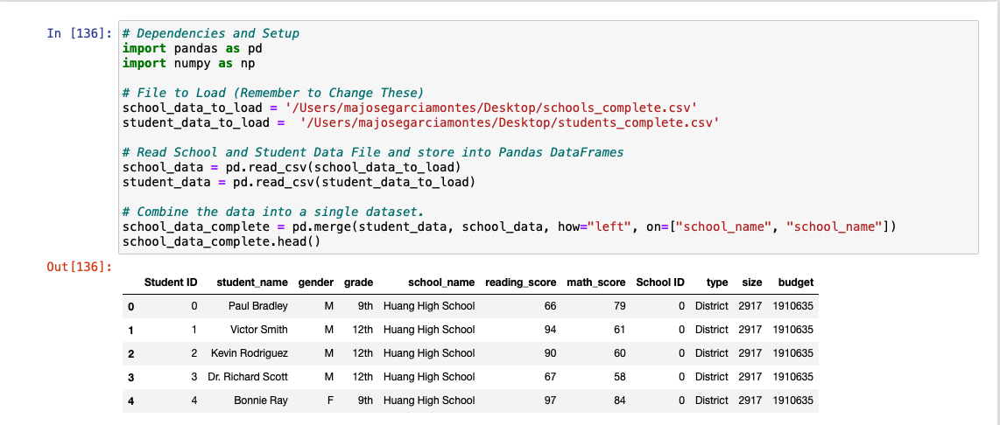 In [136]: # Dependencies and Setup
import pandas as pd
import numpy as np
# File to Load (Remember to Change These)
school_data_to_load = '/Users/majosegarciamontes/Desktop/schools_complete.csv'
student_data_to_load =  '/Users/majosegarciamontes/Desktop/students_complete.csv'
# Read School and Student Data File and store into Pandas DataFrames
school_data = pd.read_csv(school_data_to_load)
student_data = pd.read_csv(student_data_to_load)
# Combine the data into a single dataset.
school_data_complete = pd.merge(student_data, school_data, how="left", on=["school_name", "school_name"])
school_data_complete.head()
Out[136]:
Student ID student_name gender grade school_name reading_score math_score School ID type size budget
0 0 Paul Bradley M 9th Huang High School 66 79 0 District 2917 1910635
1 1 Victor Smith M 12th Huang High School 94 61 0 District 2917 1910635
2 2 Kevin Rodriguez M 12th Huang High School 90 60 0 District 2917 1910635
3 3 Dr. Richard Scott M 12th Huang High School 67 58 0 District 2917 1910635
4 4 Bonnie Ray F 9th Huang High School 97 84 0 District 2917 1910635